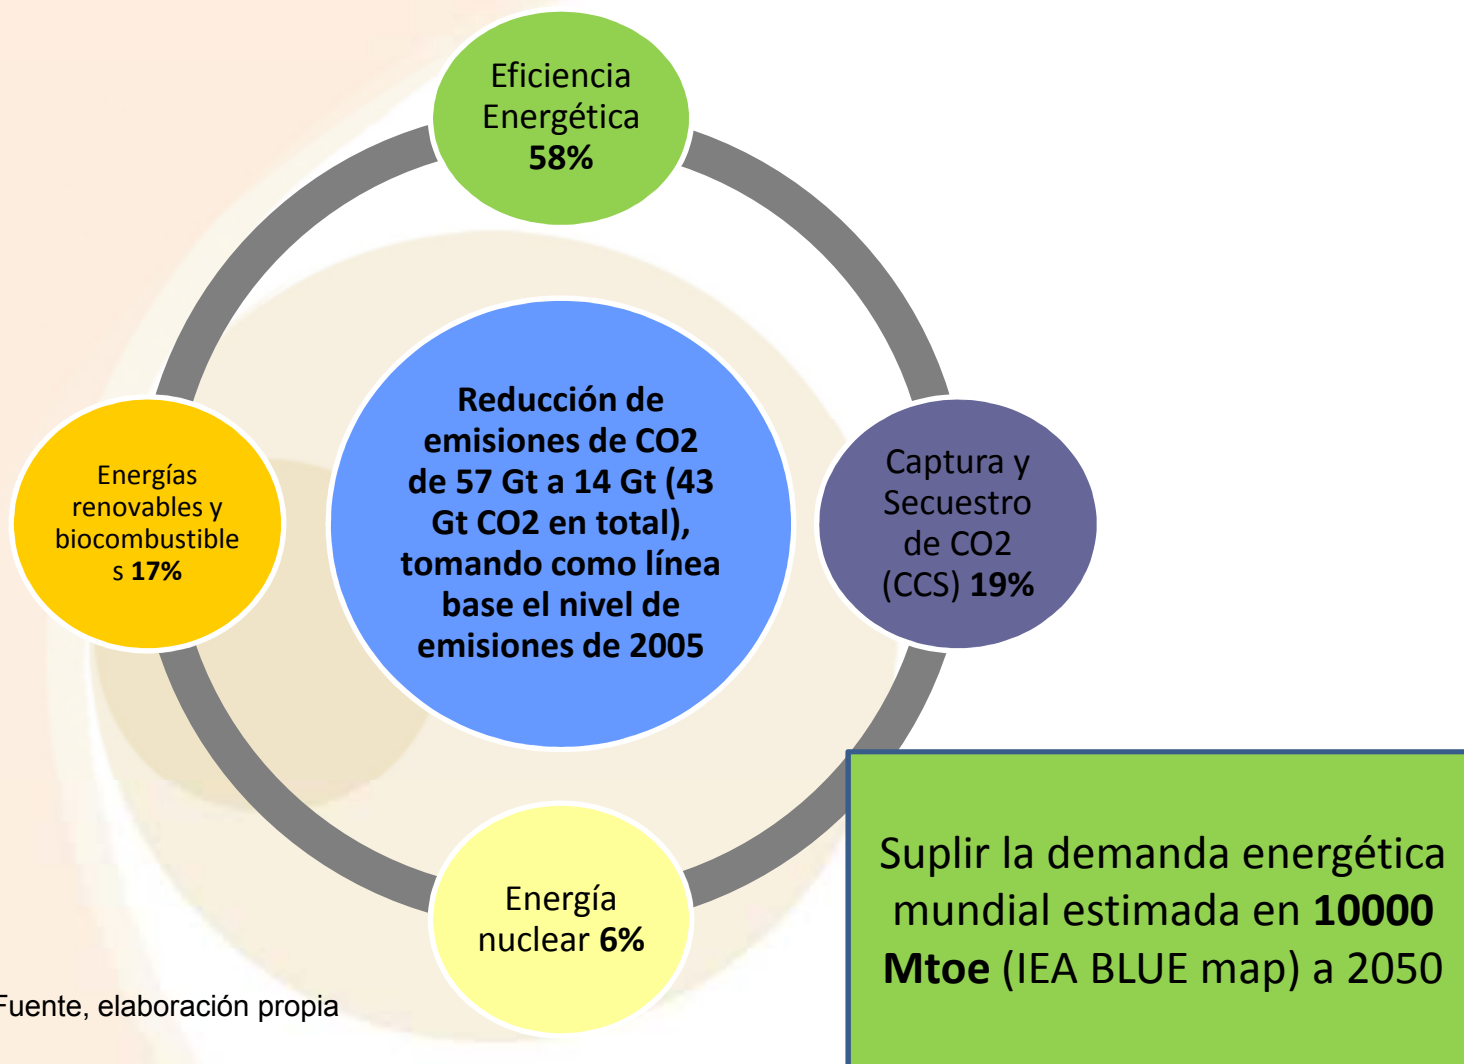 Eficiencia
Energética
58%
Reducción de
emisiones de CO2
de 57 Gt a 14 Gt (43
Gt CO2 en total),
tomando como línea
base el nivel de
emisiones de 2005
Energías
renovables y
biocombustible
s 17%
Captura y
Secuestro
de CO2
(CCS) 19%
Energía
nuclear 6%
Suplir la demanda energética
mundial estimada en 10000
Mtoe (IEA BLUE map) a 2050
Fuente, elaboración propia